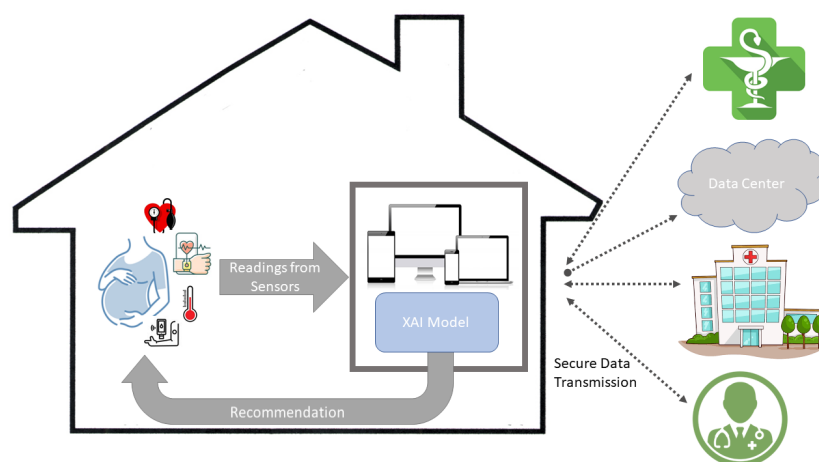 Data Center
Readings from
Sensors
XAI Model
Secure Data
Transmission
Recommendation